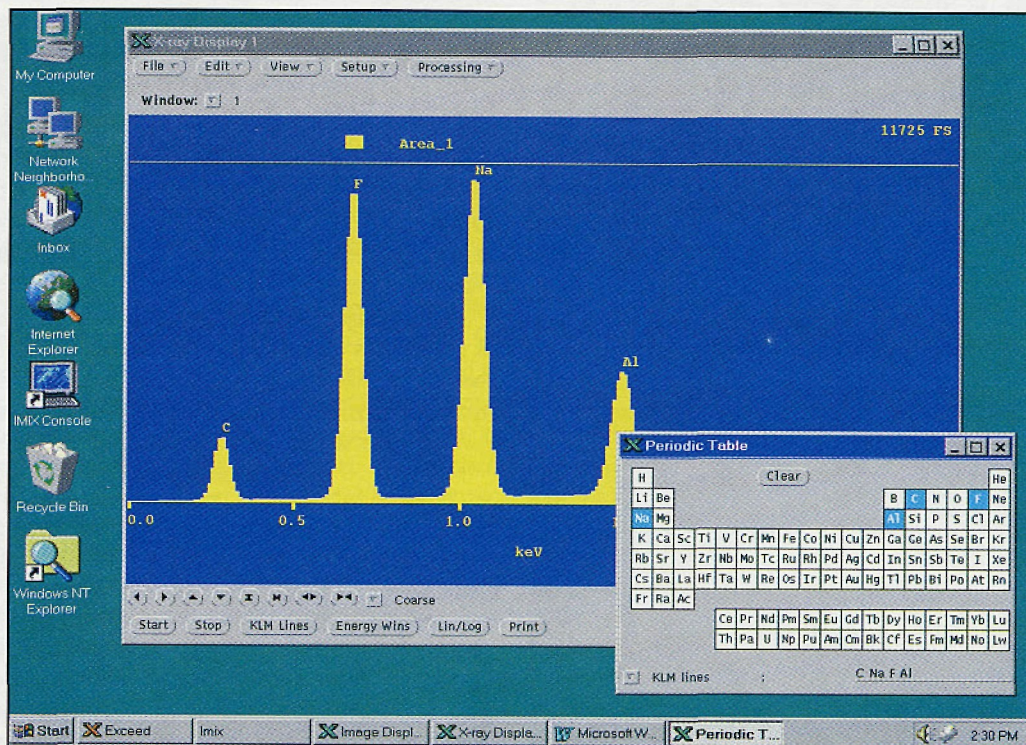 My Computer
Network
Neighborho...
Inbox
Internet
Explorer
IMIX Console
Recycle Bin
Windows NT
Explorer
X-ray Display 1
File Edit View Setup Processing
Window: 1
11725 FS
Area_1
C
F
Na
Al
0.0 0.5 1.0 1
keV
Coarse
Start Stop KLM Lines Energy Wins Lin/Log Print
Periodic Table
Clear
H He
Li Be B C N O F Ne
Na Mg Al Si P S Cl Ar
K Ca Sc Ti V Cr Mn Fe Co Ni Cu Zn Ga Ge As Se Br Kr
Rb Sr Y Zr Nb Mo Tc Ru Rh Pd Ag Cd In Sn Sb Te I Xe
Cs Ba La Hf Ta W Re Os Ir Pt Au Hg Tl Pb Bi Po At Rn
Fr Ra Ac
Ce Pr Nd Pm Sm Eu Gd Tb Dy Ho Er Tm Yb Lu
Th Pa U Np Pu Am Cm Bk Cf Es Fm Md No Lw
KLM lines : C Na F Al
Start Exceed Imix Image Displ... X-ray Displa... Microsoft W... Periodic T... 2:30 PM